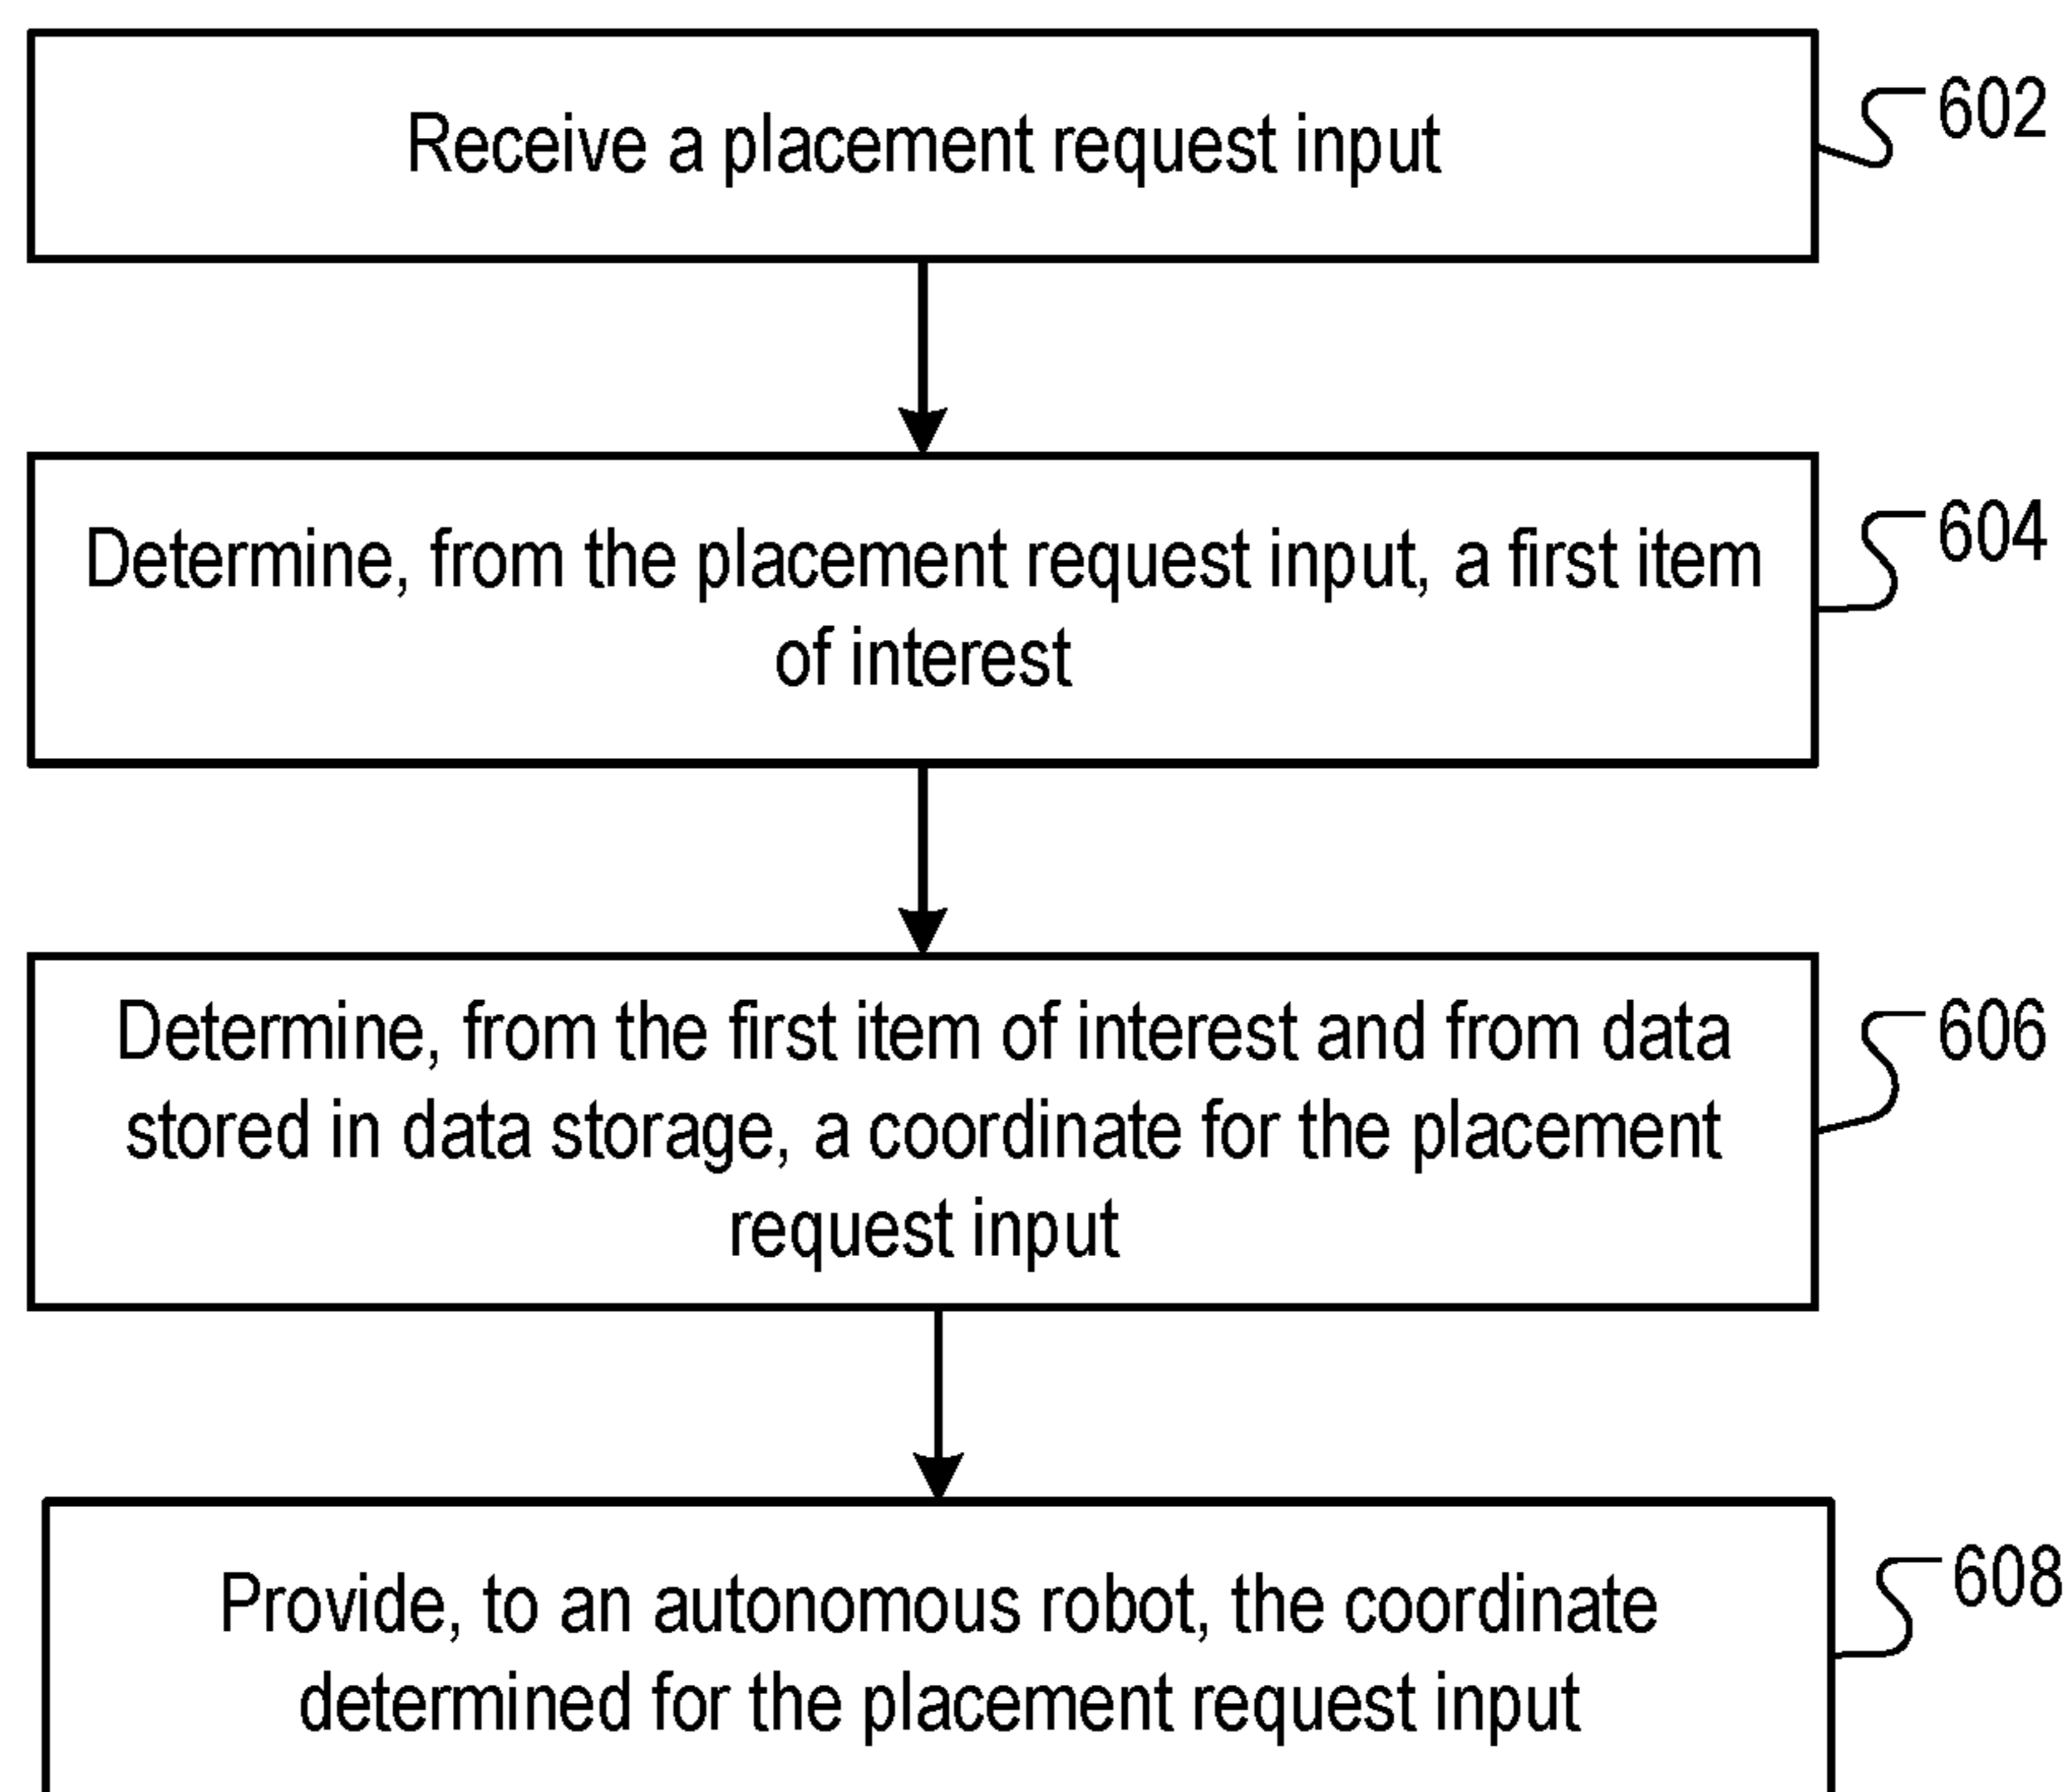 Receive a placement request input
602
Determine, from the placement request input, a first item
of interest
604
Determine, from the first item of interest and from data
stored in data storage, a coordinate for the placement
request input
606
Provide, to an autonomous robot, the coordinate
determined for the placement request input
608